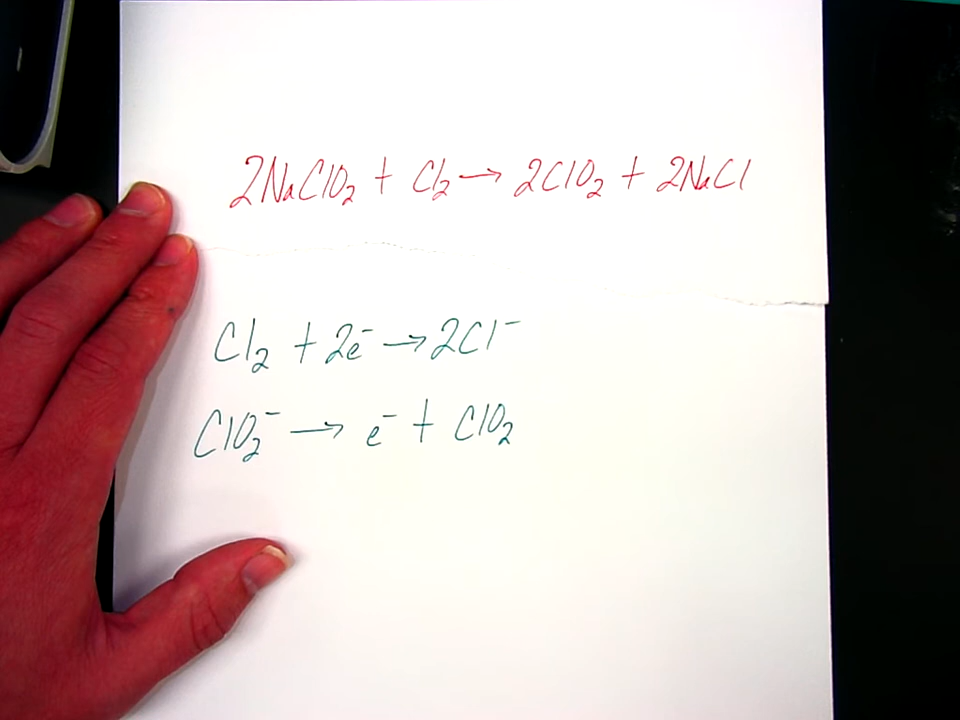 2NaClO₂ + Cl₂ → 2ClO₂ + 2NaCl
Cl₂ + 2e⁻ → 2Cl⁻
ClO₂⁻ → e⁻ + ClO₂